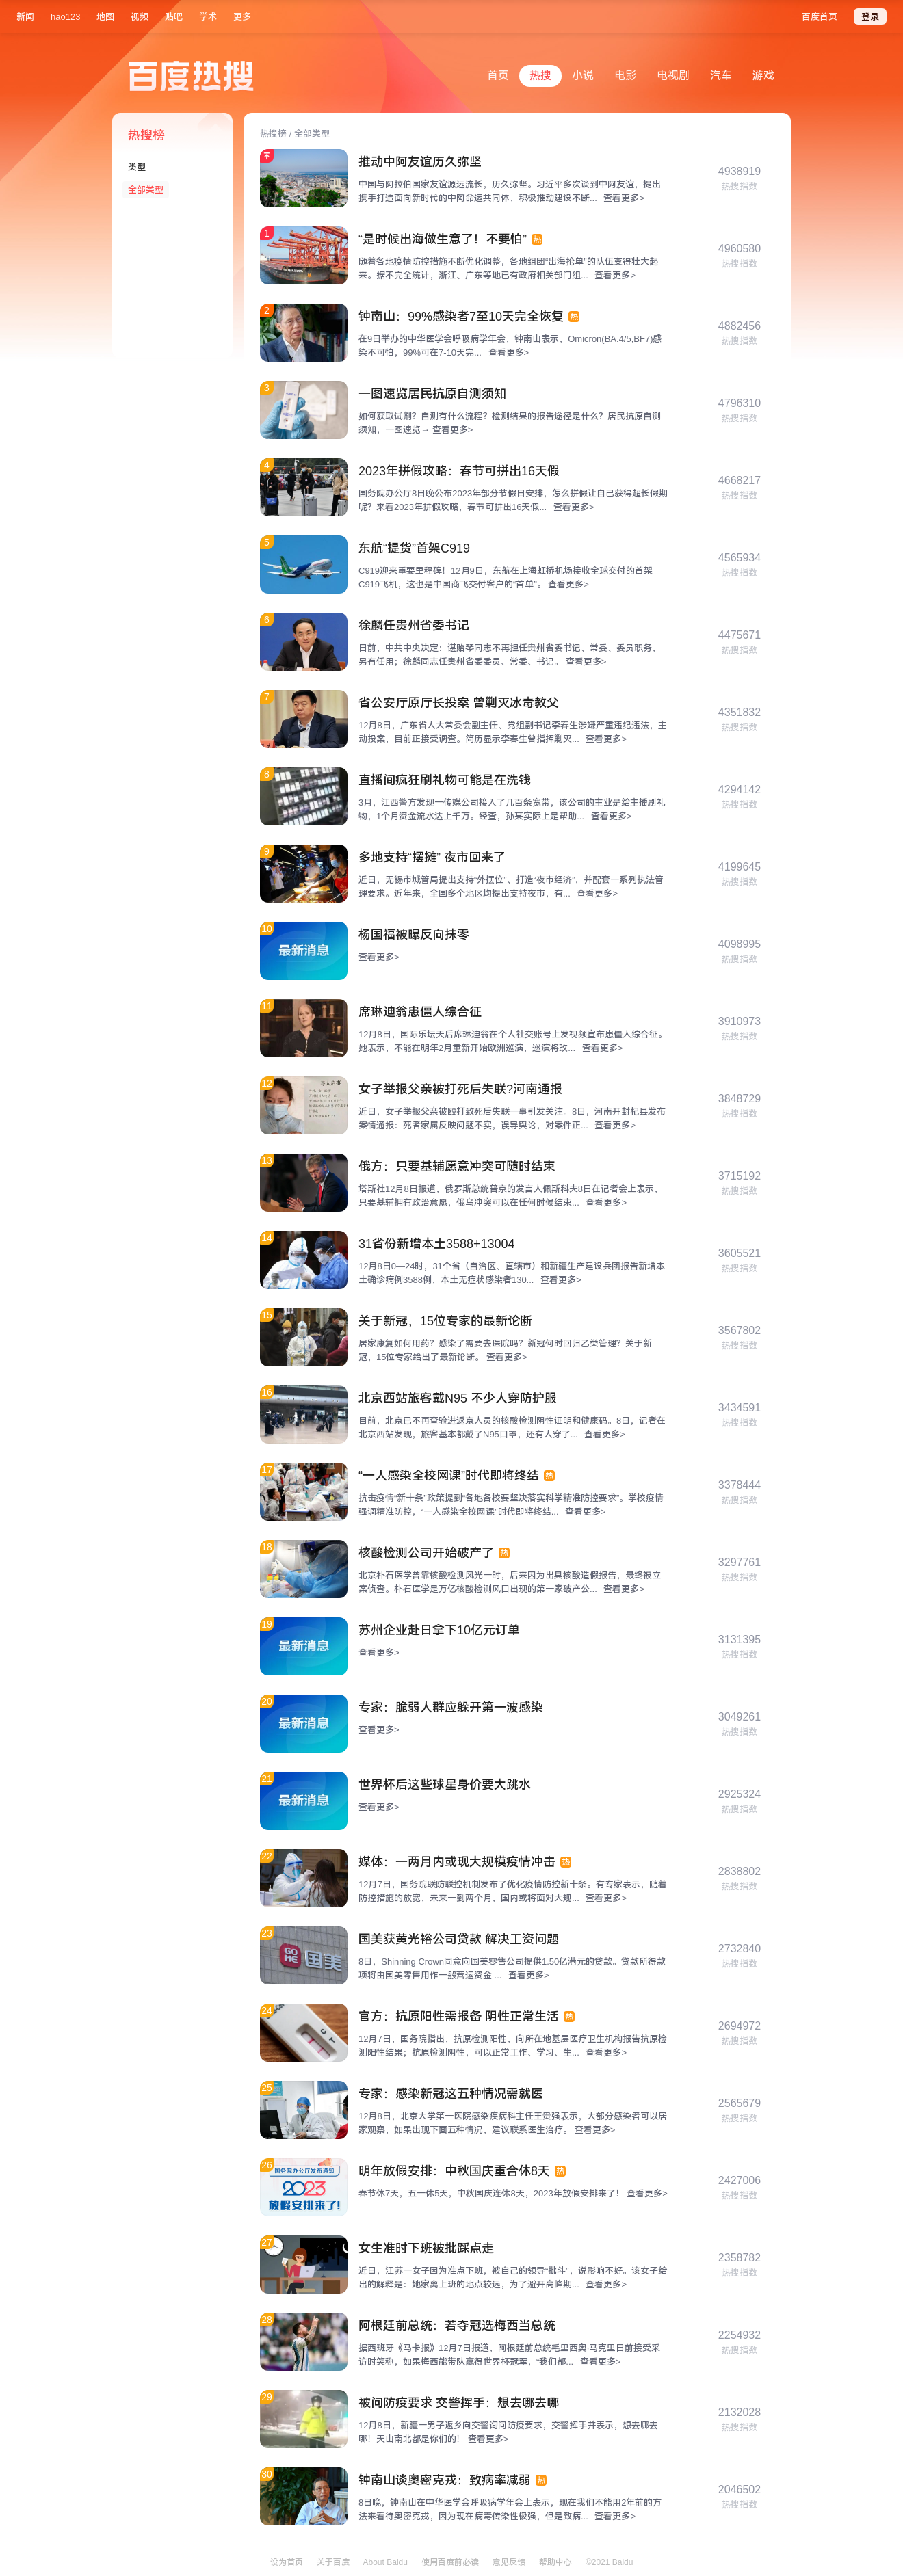 新闻 hao123 地图 视频 贴吧 学术 更多 百度首页 登录
百度热搜
首页 热搜 小说 电影 电视剧 汽车 游戏
热搜榜
类型
全部类型
热搜榜 / 全部类型
推动中阿友谊历久弥坚
中国与阿拉伯国家友谊源远流长，历久弥坚。习近平多次谈到中阿友谊，提出
携手打造面向新时代的中阿命运共同体，积极推动建设不断... 查看更多>
4938919
热搜指数
1
“是时候出海做生意了！不要怕” 热
随着各地疫情防控措施不断优化调整，各地组团“出海抢单”的队伍变得壮大起
来。据不完全统计，浙江、广东等地已有政府相关部门组... 查看更多>
4960580
热搜指数
2
钟南山：99%感染者7至10天完全恢复 热
在9日举办的中华医学会呼吸病学年会，钟南山表示，Omicron(BA.4/5,BF7)感
染不可怕，99%可在7-10天完... 查看更多>
4882456
热搜指数
3
一图速览居民抗原自测须知
如何获取试剂？自测有什么流程？检测结果的报告途径是什么？居民抗原自测
须知，一图速览→ 查看更多>
4796310
热搜指数
4
2023年拼假攻略：春节可拼出16天假
国务院办公厅8日晚公布2023年部分节假日安排，怎么拼假让自己获得超长假期
呢？来看2023年拼假攻略，春节可拼出16天假... 查看更多>
4668217
热搜指数
5
东航“提货”首架C919
C919迎来重要里程碑！12月9日，东航在上海虹桥机场接收全球交付的首架
C919飞机，这也是中国商飞交付客户的“首单”。 查看更多>
4565934
热搜指数
6
徐麟任贵州省委书记
日前，中共中央决定：谌贻琴同志不再担任贵州省委书记、常委、委员职务，
另有任用；徐麟同志任贵州省委委员、常委、书记。 查看更多>
4475671
热搜指数
7
省公安厅原厅长投案 曾剿灭冰毒教父
12月8日，广东省人大常委会副主任、党组副书记李春生涉嫌严重违纪违法，主
动投案，目前正接受调查。简历显示李春生曾指挥剿灭... 查看更多>
4351832
热搜指数
8
直播间疯狂刷礼物可能是在洗钱
3月，江西警方发现一传媒公司接入了几百条宽带，该公司的主业是给主播刷礼
物，1个月资金流水达上千万。经查，孙某实际上是帮助... 查看更多>
4294142
热搜指数
9
多地支持“摆摊” 夜市回来了
近日，无锡市城管局提出支持“外摆位”、打造“夜市经济”，并配套一系列执法管
理要求。近年来，全国多个地区均提出支持夜市，有... 查看更多>
4199645
热搜指数
10
最新消息
杨国福被曝反向抹零
查看更多>
4098995
热搜指数
11
席琳迪翁患僵人综合征
12月8日，国际乐坛天后席琳迪翁在个人社交账号上发视频宣布患僵人综合征。
她表示，不能在明年2月重新开始欧洲巡演，巡演将改... 查看更多>
3910973
热搜指数
12
寻人启事
女子举报父亲被打死后失联?河南通报
近日，女子举报父亲被殴打致死后失联一事引发关注。8日，河南开封杞县发布
案情通报：死者家属反映问题不实，误导舆论，对案件正... 查看更多>
3848729
热搜指数
13
俄方：只要基辅愿意冲突可随时结束
塔斯社12月8日报道，俄罗斯总统普京的发言人佩斯科夫8日在记者会上表示，
只要基辅拥有政治意愿，俄乌冲突可以在任何时候结束... 查看更多>
3715192
热搜指数
14
31省份新增本土3588+13004
12月8日0—24时，31个省（自治区、直辖市）和新疆生产建设兵团报告新增本
土确诊病例3588例，本土无症状感染者130... 查看更多>
3605521
热搜指数
15
关于新冠，15位专家的最新论断
居家康复如何用药？感染了需要去医院吗？新冠何时回归乙类管理？关于新
冠，15位专家给出了最新论断。 查看更多>
3567802
热搜指数
16
北京西站旅客戴N95 不少人穿防护服
目前，北京已不再查验进返京人员的核酸检测阴性证明和健康码。8日，记者在
北京西站发现，旅客基本都戴了N95口罩，还有人穿了... 查看更多>
3434591
热搜指数
17
“一人感染全校网课”时代即将终结 热
抗击疫情“新十条”政策提到“各地各校要坚决落实科学精准防控要求”。学校疫情
强调精准防控，“一人感染全校网课”时代即将终结... 查看更多>
3378444
热搜指数
18
核酸检测公司开始破产了 热
北京朴石医学曾靠核酸检测风光一时，后来因为出具核酸造假报告，最终被立
案侦查。朴石医学是万亿核酸检测风口出现的第一家破产公... 查看更多>
3297761
热搜指数
19
最新消息
苏州企业赴日拿下10亿元订单
查看更多>
3131395
热搜指数
20
最新消息
专家：脆弱人群应躲开第一波感染
查看更多>
3049261
热搜指数
21
最新消息
世界杯后这些球星身价要大跳水
查看更多>
2925324
热搜指数
22
媒体：一两月内或现大规模疫情冲击 热
12月7日，国务院联防联控机制发布了优化疫情防控新十条。有专家表示，随着
防控措施的放宽，未来一到两个月，国内或将面对大规... 查看更多>
2838802
热搜指数
23
GOME 国美
国美获黄光裕公司贷款 解决工资问题
8日，Shinning Crown同意向国美零售公司提供1.50亿港元的贷款。贷款所得款
项将由国美零售用作一般营运资金 ... 查看更多>
2732840
热搜指数
24
官方：抗原阳性需报备 阴性正常生活 热
12月7日，国务院指出，抗原检测阳性，向所在地基层医疗卫生机构报告抗原检
测阳性结果；抗原检测阴性，可以正常工作、学习、生... 查看更多>
2694972
热搜指数
25
专家：感染新冠这五种情况需就医
12月8日，北京大学第一医院感染疾病科主任王贵强表示，大部分感染者可以居
家观察，如果出现下面五种情况，建议联系医生治疗。 查看更多>
2565679
热搜指数
26
国务院办公厅发布通知
2023
放假安排来了！
明年放假安排：中秋国庆重合休8天 热
春节休7天，五一休5天，中秋国庆连休8天，2023年放假安排来了！ 查看更多>
2427006
热搜指数
27
女生准时下班被批踩点走
近日，江苏一女子因为准点下班，被自己的领导“批斗”，说影响不好。该女子给
出的解释是：她家离上班的地点较远，为了避开高峰期... 查看更多>
2358782
热搜指数
28
阿根廷前总统：若夺冠选梅西当总统
据西班牙《马卡报》12月7日报道，阿根廷前总统毛里西奥·马克里日前接受采
访时笑称，如果梅西能带队赢得世界杯冠军，“我们都... 查看更多>
2254932
热搜指数
29
被问防疫要求 交警挥手：想去哪去哪
12月8日，新疆一男子返乡向交警询问防疫要求，交警挥手并表示，想去哪去
哪！天山南北都是你们的！ 查看更多>
2132028
热搜指数
30
钟南山谈奥密克戎：致病率减弱 热
8日晚，钟南山在中华医学会呼吸病学年会上表示，现在我们不能用2年前的方
法来看待奥密克戎，因为现在病毒传染性极强，但是致病... 查看更多>
2046502
热搜指数
设为首页 关于百度 About Baidu 使用百度前必读 意见反馈 帮助中心 ©2021 Baidu